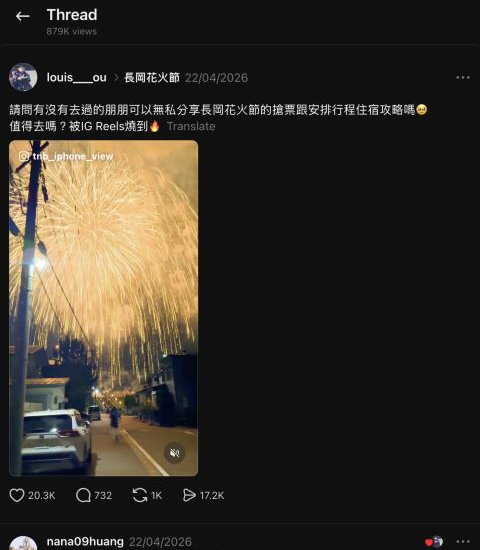 Thread
879K views
louis___ou > 長岡花火節 22/04/2026
請問有沒有去過的朋朋可以無私分享長岡花火節的搶票跟安排行程住宿攻略嗎🥹
值得去嗎？被IG Reels燒到🔥 Translate
tnb_iphone_view
20.3K 732 1K 17.2K
nana09huang 22/04/2026